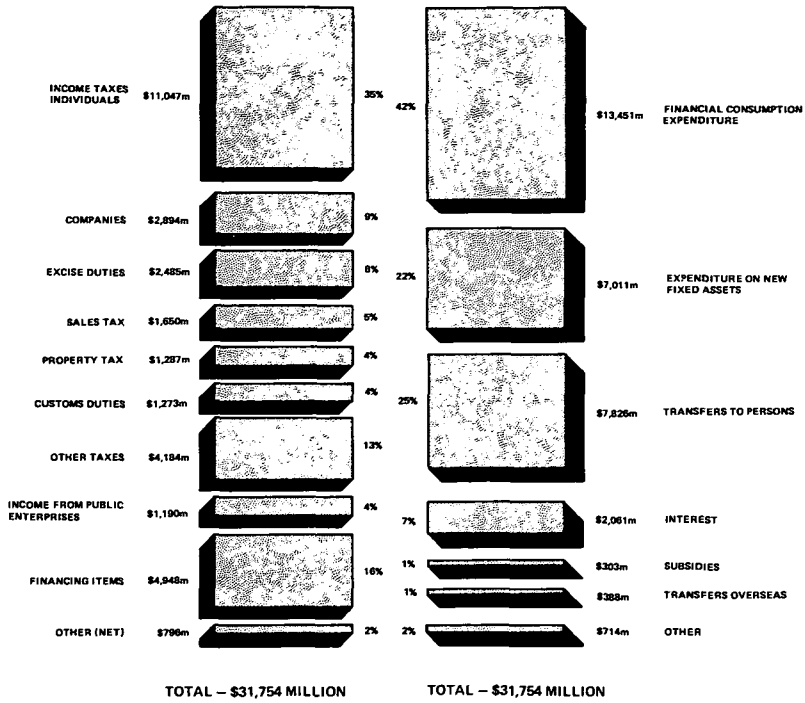 INCOME TAXES
INDIVIDUALS
$11,047m
35%
COMPANIES
$2,894m
9%
EXCISE DUTIES
$2,485m
8%
SALES TAX
$1,650m
5%
PROPERTY TAX
$1,287m
4%
CUSTOMS DUTIES
$1,273m
4%
OTHER TAXES
$4,184m
13%
INCOME FROM PUBLIC
ENTERPRISES
$1,190m
4%
FINANCING ITEMS
$4,948m
16%
OTHER (NET)
$796m
2%
TOTAL – $31,754 MILLION
42%
$13,451m
FINANCIAL CONSUMPTION
EXPENDITURE
22%
$7,011m
EXPENDITURE ON NEW
FIXED ASSETS
25%
$7,826m
TRANSFERS TO PERSONS
7%
$2,061m
INTEREST
1%
$303m
SUBSIDIES
1%
$388m
TRANSFERS OVERSEAS
2%
$714m
OTHER
TOTAL – $31,754 MILLION